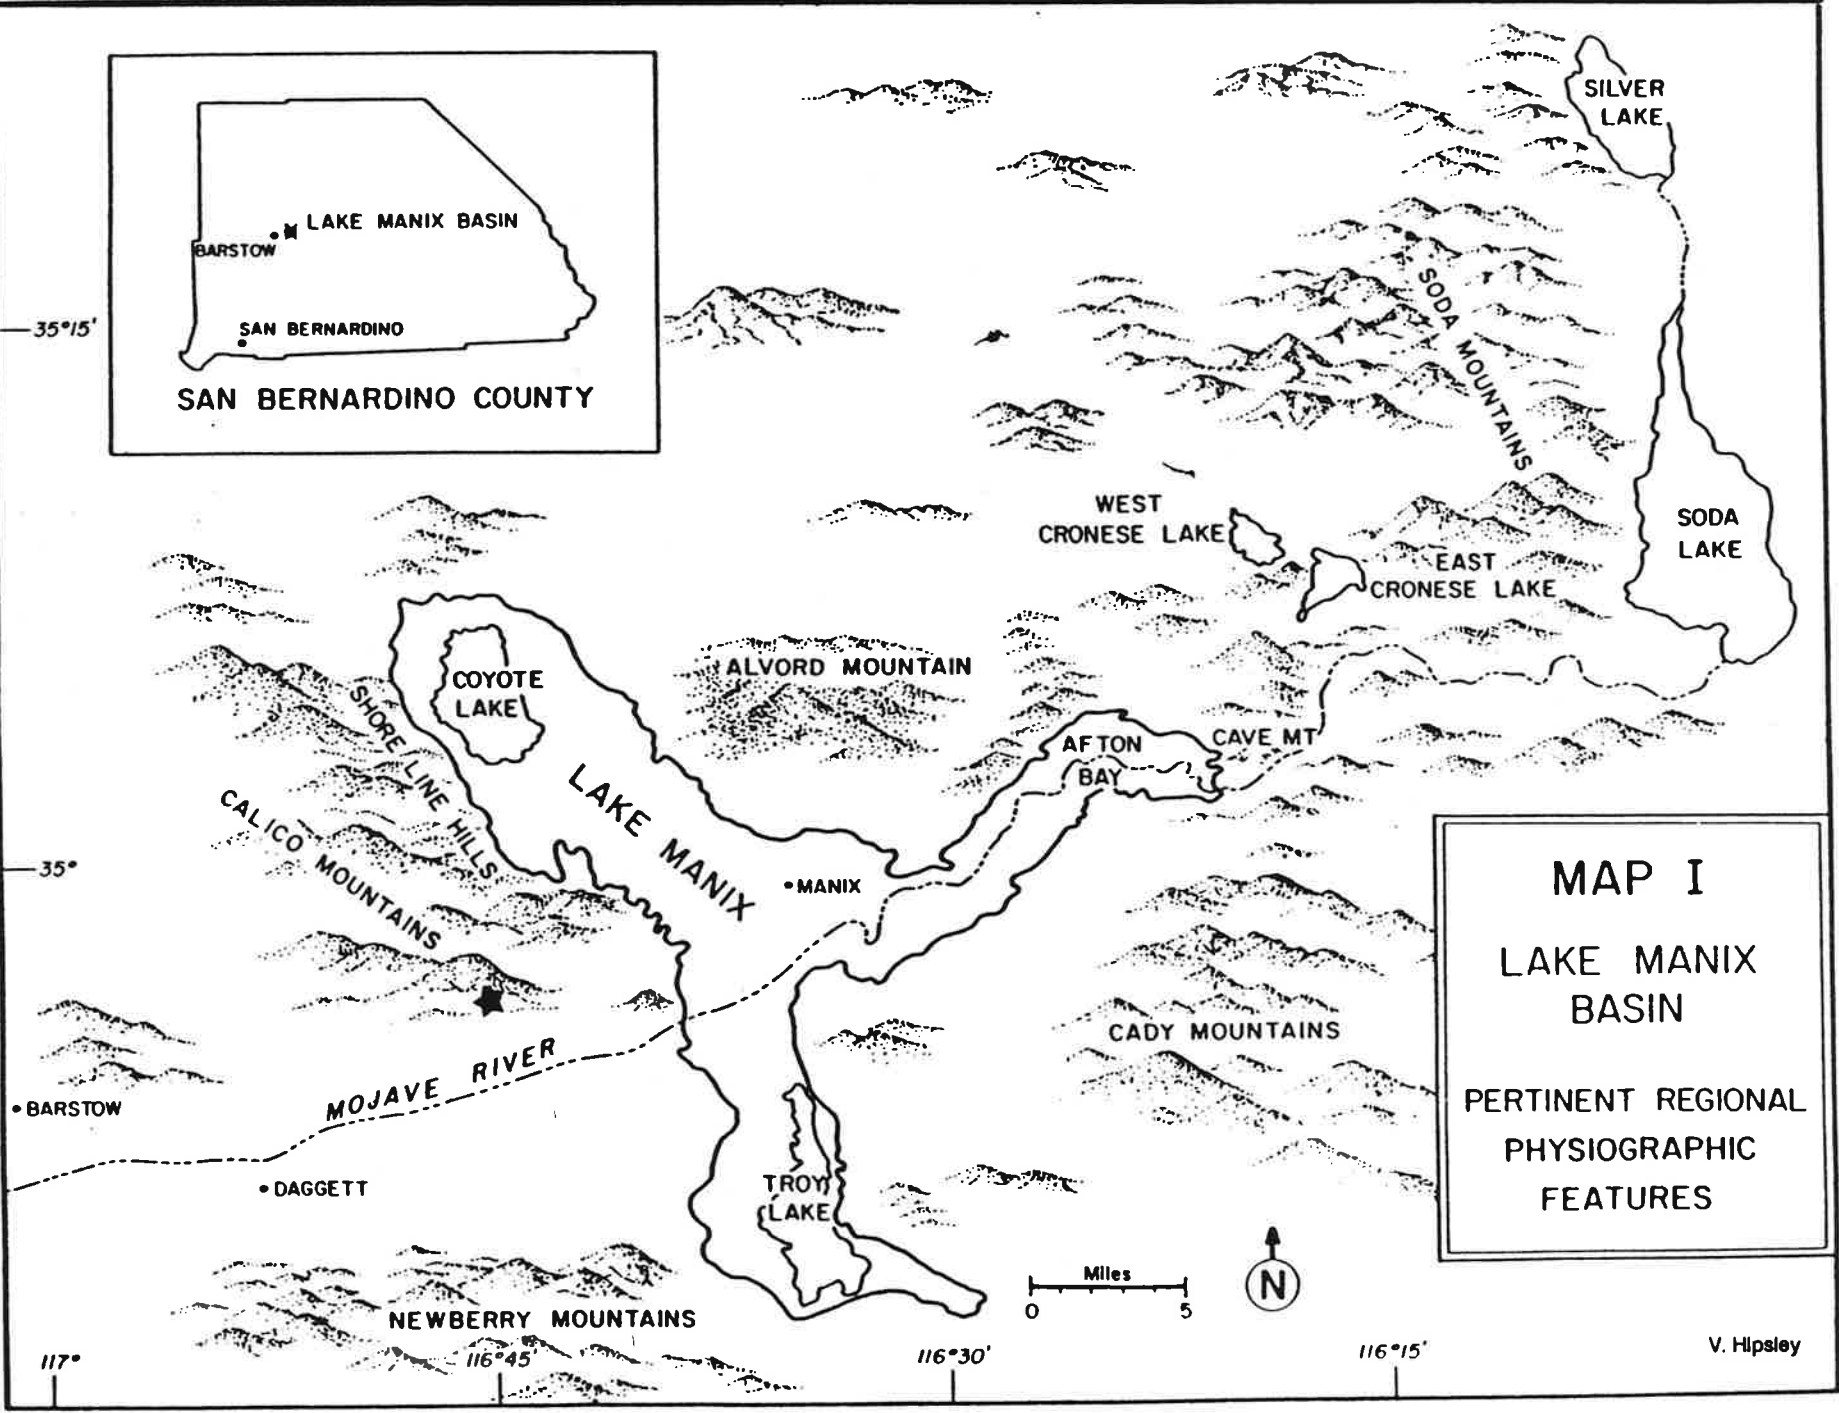 LAKE MANIX BASIN
BARSTOW
SAN BERNARDINO
SAN BERNARDINO COUNTY
SILVER
LAKE
35°15'
SODA MOUNTAINS
WEST
CRONESE LAKE
EAST
CRONESE LAKE
SODA
LAKE
COYOTE
LAKE
ALVORD MOUNTAIN
SHORE LINE HILLS
CALICO MOUNTAINS
LAKE MANIX
AFTON
BAY
CAVE MT
35°
MANIX
MOJAVE RIVER
CADY MOUNTAINS
BARSTOW
DAGGETT
TROY
LAKE
NEWBERRY MOUNTAINS
Miles
0 5
N
MAP I
LAKE MANIX
BASIN
PERTINENT REGIONAL
PHYSIOGRAPHIC
FEATURES
V. Hipsley
117°
116°45'
116°30'
116°15'